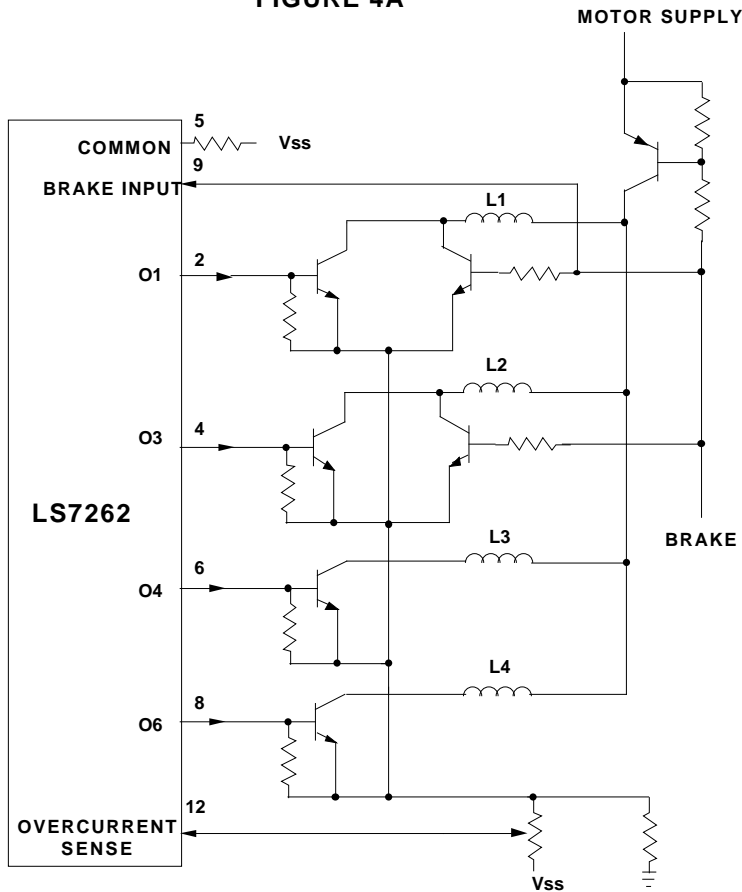 FIGURE 4A
MOTOR SUPPLY
5
COMMON
Vss
9
BRAKE INPUT
L1
2
O1
L2
4
O3
LS7262
BRAKE
L3
6
O4
L4
8
O6
12
OVERCURRENT
SENSE
Vss